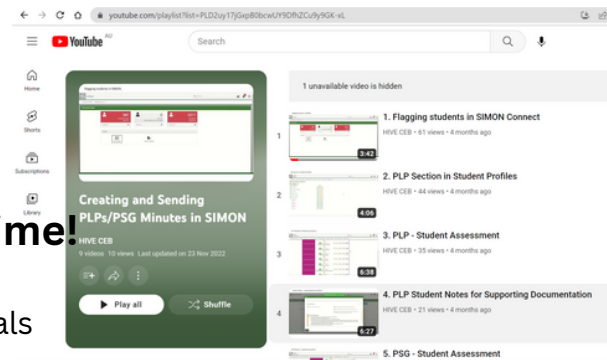 youtube.com/playlist?list=PLD2uy17jGxpB0bcwUY9DfhZCu9y9GK-xL
YouTube AU
Search
Home
Shorts
Subscriptions
Library
Flagging students in SIMON
Creating and Sending
PLPs/PSG Minutes in SIMON
HIVE CEB
9 videos 10 views Last updated on 23 Nov 2022
Play all
Shuffle
ime!
als
1 unavailable video is hidden
1
3:42
1. Flagging students in SIMON Connect
HIVE CEB • 61 views • 4 months ago
2
4:06
2. PLP Section in Student Profiles
HIVE CEB • 44 views • 4 months ago
3
6:38
3. PLP - Student Assessment
HIVE CEB • 35 views • 4 months ago
4
6:27
4. PLP Student Notes for Supporting Documentation
HIVE CEB • 21 views • 4 months ago
5. PSG - Student Assessment